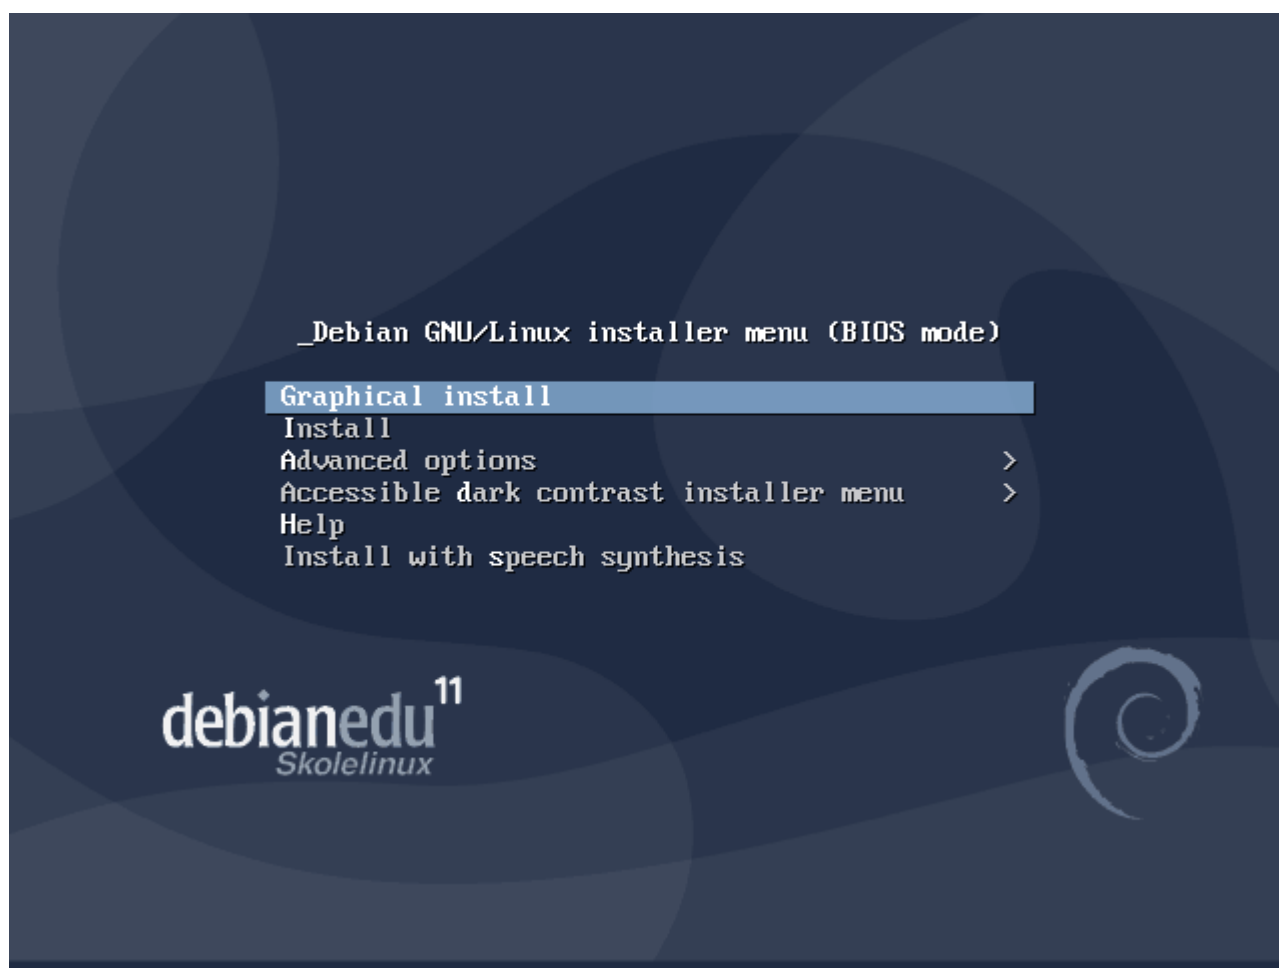 _Debian GNU/Linux installer menu (BIOS mode)
Graphical install
Install
Advanced options >
Accessible dark contrast installer menu >
Help
Install with speech synthesis
debianedu 11
Skolelinux